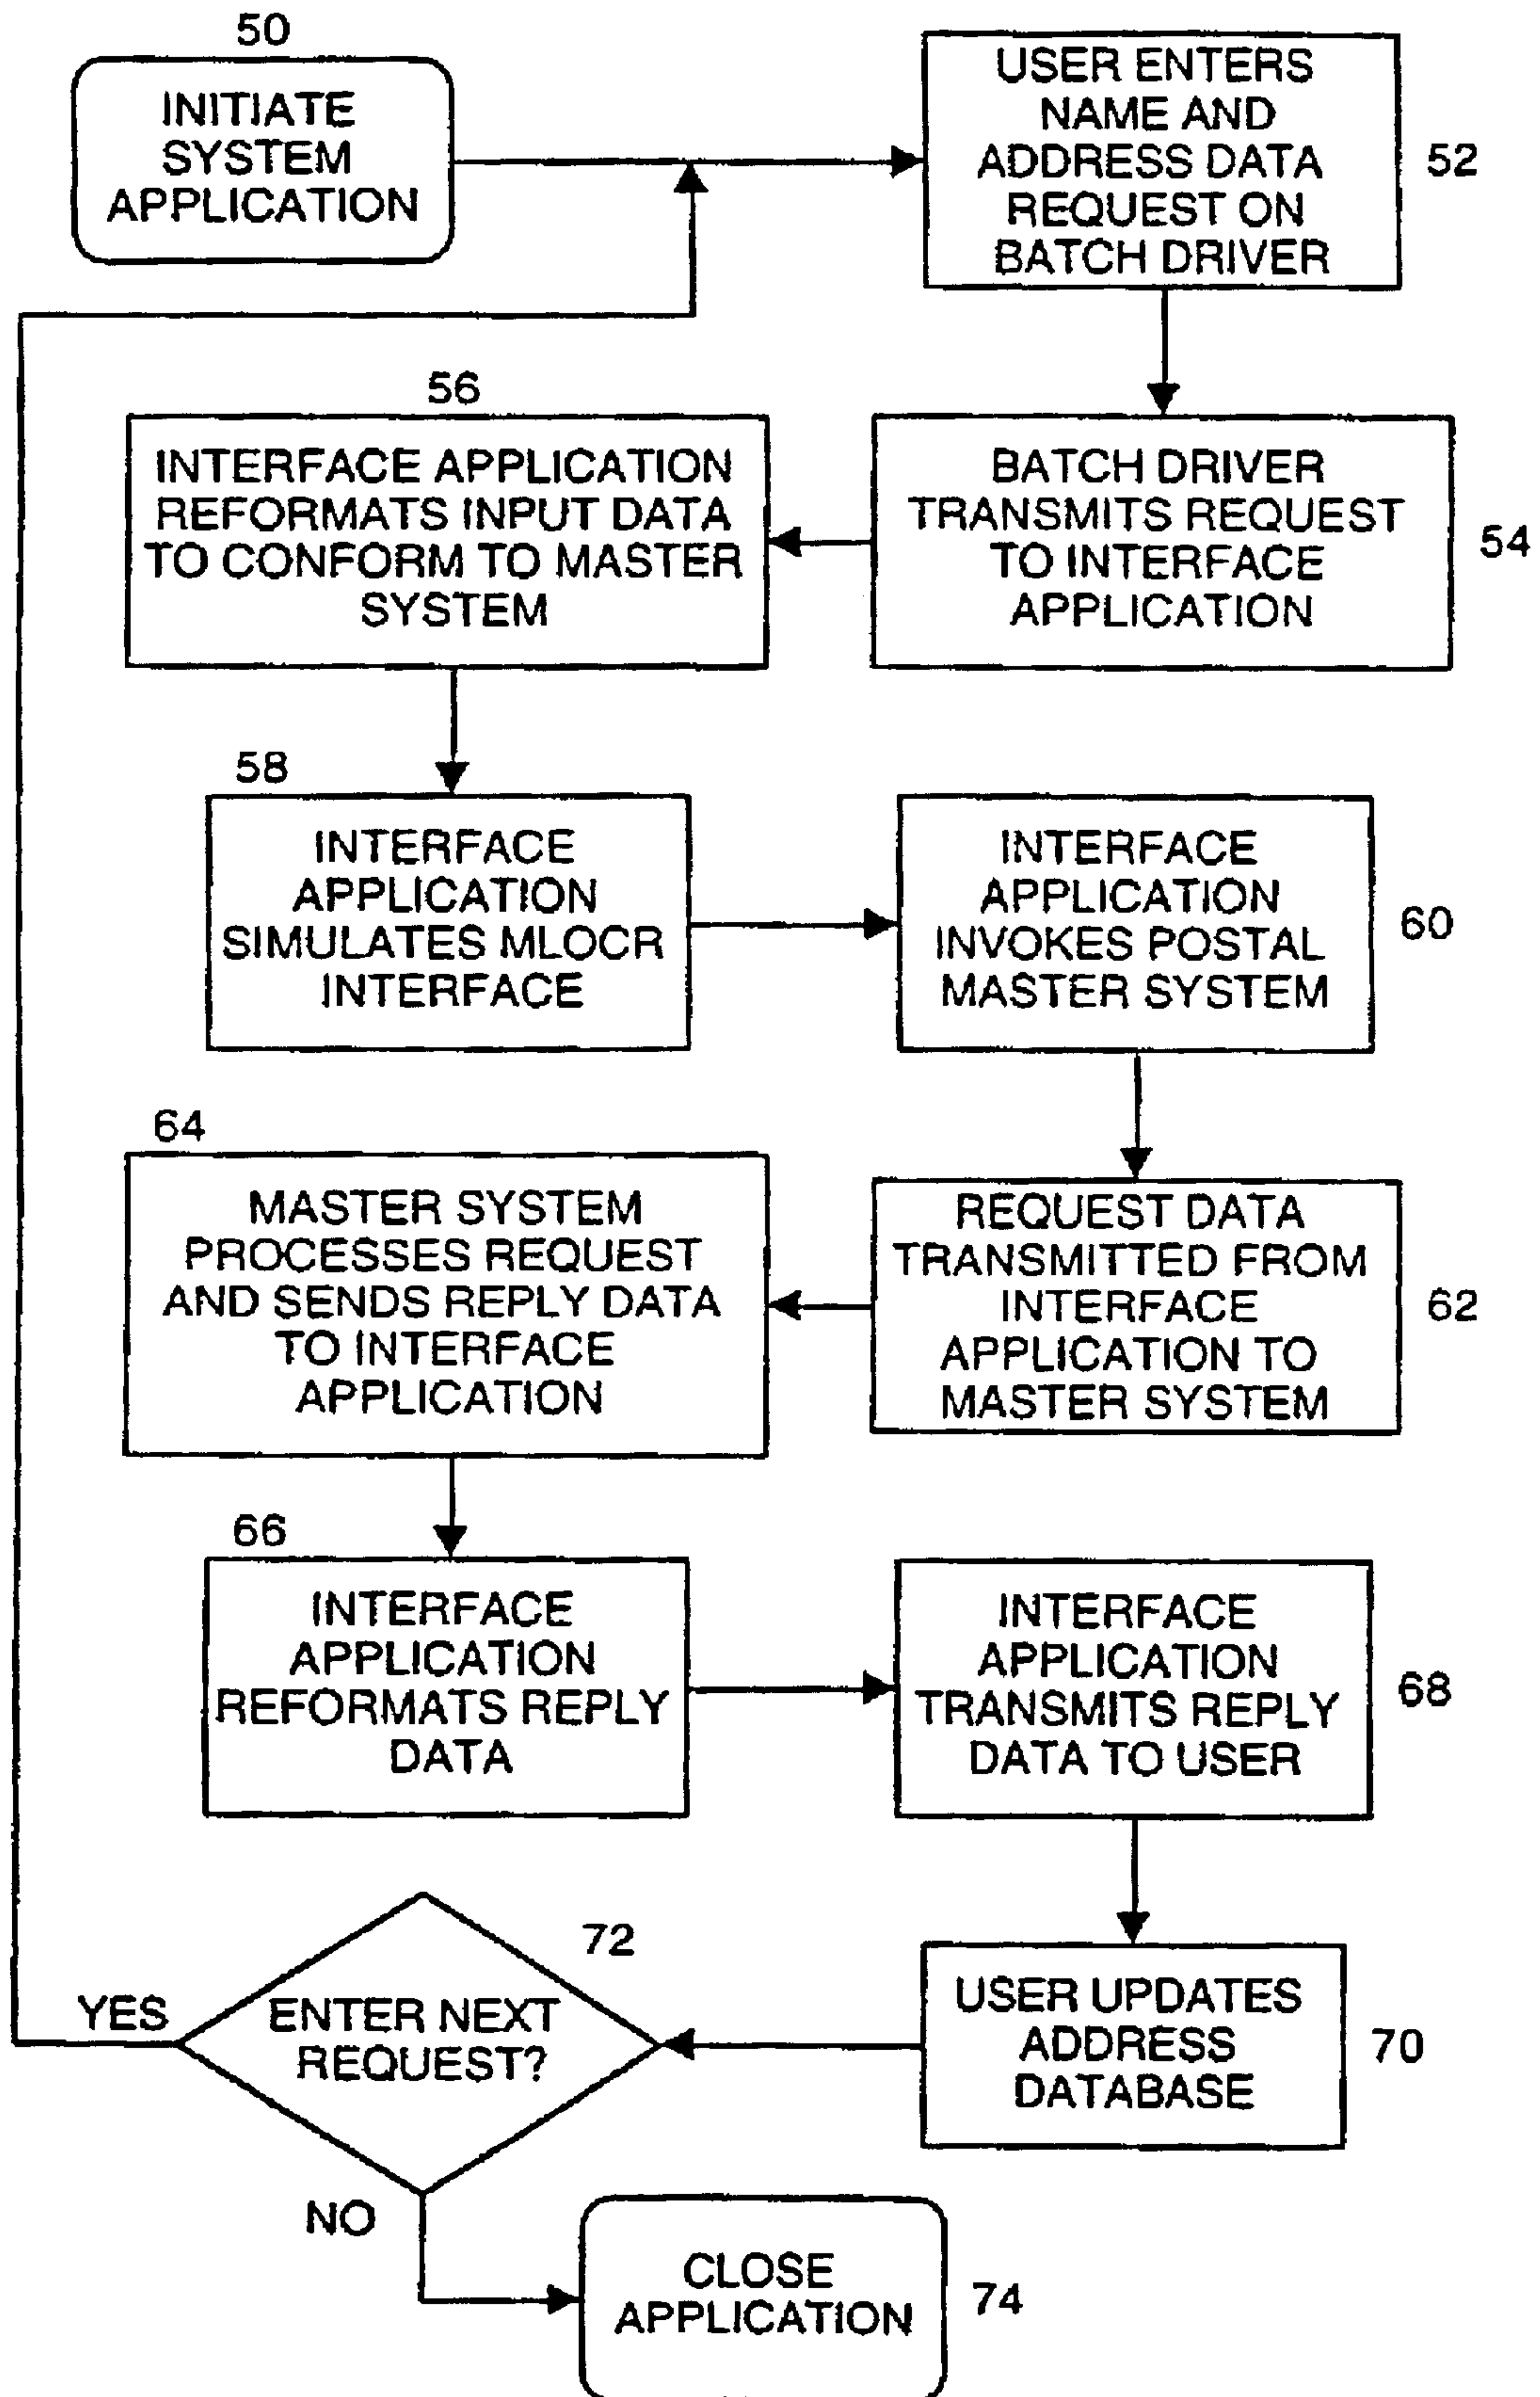 50
INITIATE
SYSTEM
APPLICATION
USER ENTERS
NAME AND
ADDRESS DATA
REQUEST ON
BATCH DRIVER
52
BATCH DRIVER
TRANSMITS REQUEST
TO INTERFACE
APPLICATION
54
56
INTERFACE APPLICATION
REFORMATS INPUT DATA
TO CONFORM TO MASTER
SYSTEM
58
INTERFACE
APPLICATION
SIMULATES MLOCR
INTERFACE
INTERFACE
APPLICATION
INVOKES POSTAL
MASTER SYSTEM
60
REQUEST DATA
TRANSMITTED FROM
INTERFACE
APPLICATION TO
MASTER SYSTEM
62
64
MASTER SYSTEM
PROCESSES REQUEST
AND SENDS REPLY DATA
TO INTERFACE
APPLICATION
66
INTERFACE
APPLICATION
REFORMATS REPLY
DATA
INTERFACE
APPLICATION
TRANSMITS REPLY
DATA TO USER
68
USER UPDATES
ADDRESS
DATABASE
70
72
ENTER NEXT
REQUEST?
YES
NO
CLOSE
APPLICATION
74